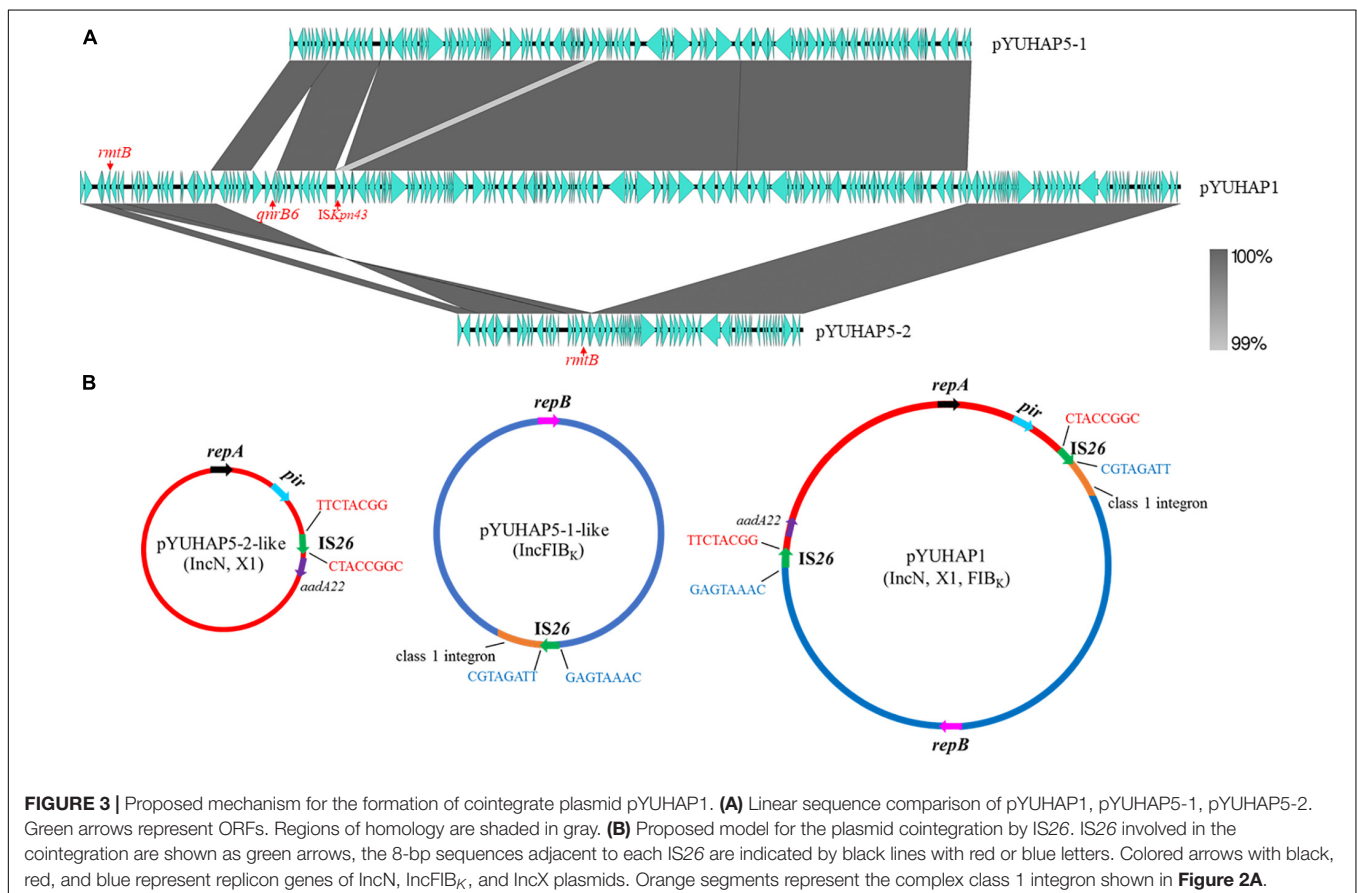 A
pYUHAP5-1
rmtB
pYUHAP1
qnrB6
ISKpn43
100%
99%
pYUHAP5-2
rmtB
B
repA
pir
TTCTACGG
IS26
CTACCGGC
aadA22
pYUHAP5-2-like
(IncN, X1)
repB
pYUHAP5-1-like
(IncFIBK)
IS26
class 1 integron
CGTAGATT
GAGTAAAC
repA
pir
CTACCGGC
IS26
CGTAGATT
class 1 integron
aadA22
TTCTACGG
IS26
GAGTAAAC
pYUHAP1
(IncN, X1, FIBK)
repB
FIGURE 3 | Proposed mechanism for the formation of cointegrate plasmid pYUHAP1. (A) Linear sequence comparison of pYUHAP1, pYUHAP5-1, pYUHAP5-2.
Green arrows represent ORFs. Regions of homology are shaded in gray. (B) Proposed model for the plasmid cointegration by IS26. IS26 involved in the
cointegration are shown as green arrows, the 8-bp sequences adjacent to each IS26 are indicated by black lines with red or blue letters. Colored arrows with black,
red, and blue represent replicon genes of IncN, IncFIBK, and IncX plasmids. Orange segments represent the complex class 1 integron shown in Figure 2A.